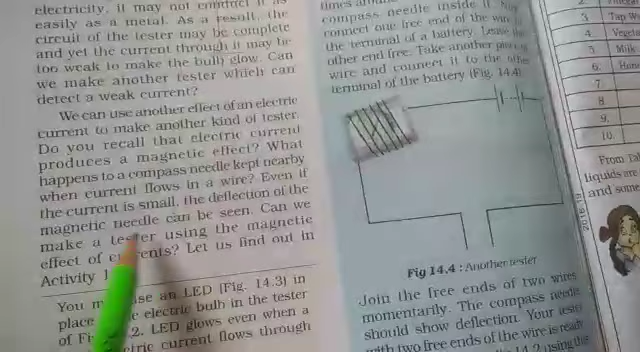 electricity, it may not conduct it as
easily as a metal. As a result, the
circuit of the tester may be complete
and yet the current through it may be
too weak to make the bulb glow. Can
we make another tester which can
detect a weak current?
We can use another effect of an electric
current to make another kind of tester.
Do you recall that electric current
produces a magnetic effect? What
happens to a compass needle kept nearby
when current flows in a wire? Even if
the current is small, the deflection of the
magnetic needle can be seen. Can we
make a tester using the magnetic
effect of currents? Let us find out in
Activity
You use an LED (Fig. 14.3) in
place electric bulb in the tester
of LED glows even when a
electric current flows through
times
compass needle inside it.
connect one free end of the wire to
the terminal of a battery. Leave the
other end free. Take another piece of
wire and connect it to the other
terminal of the battery (Fig. 14.4)
Fig 14.4 : Another tester
Join the free ends of two wires
momentarily. The compass needle
should show deflection. Your tester
with two free ends of the wire is ready
using the
3. Tap
4.
5. Milk
6.
7.
8.
9.
10.
From
liquids are
and some